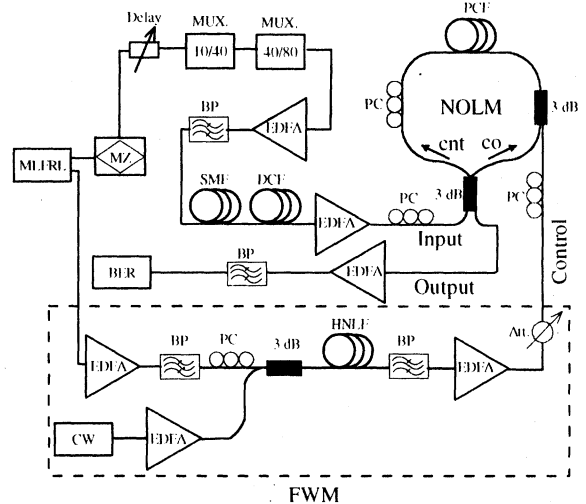 PCF
Delay
MUX.
MUX.
10/40
40/80
PC
NOLM
3 dB
BP
EDFA
cnt
co
MLFRL
MZ
SMF
DCF
PC
3 dB
PC
EDFA
Input
BER
BP
EDFA
Output
Control
Att.
HNLF
EDFA
BP
PC
3 dB
BP
EDFA
CW
EDFA
FWM